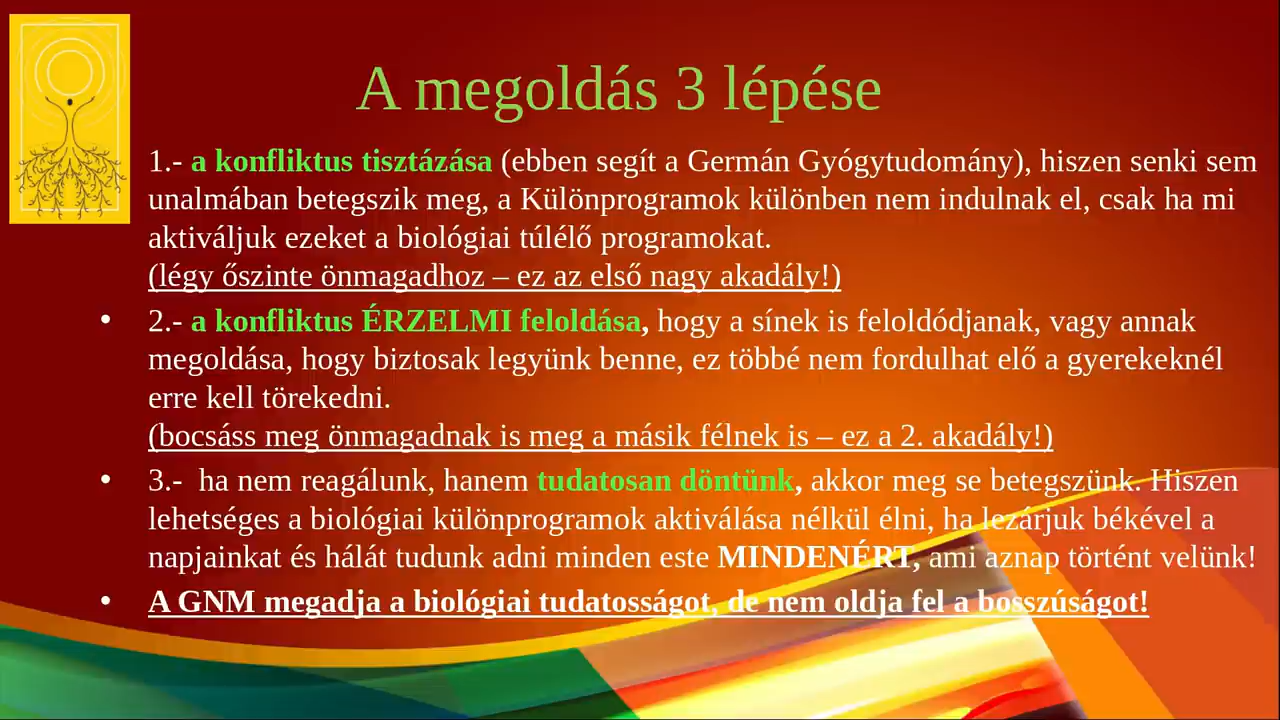 A megoldás 3 lépése
1.- a konfliktus tisztázása (ebben segít a Germán Gyógytudomány), hiszen senki sem
unalmában betegszik meg, a Különprogramok különben nem indulnak el, csak ha mi
aktiváljuk ezeket a biológiai túlélő programokat.
(légy őszinte önmagadhoz – ez az első nagy akadály!)
• 2.- a konfliktus ÉRZELMI feloldása, hogy a sínek is feloldódjanak, vagy annak
megoldása, hogy biztosak legyünk benne, ez többé nem fordulhat elő a gyerekeknél
erre kell törekedni.
(bocsáss meg önmagadnak is meg a másik félnek is – ez a 2. akadály!)
• 3.- ha nem reagálunk, hanem tudatosan döntünk, akkor meg se betegszünk. Hiszen
lehetséges a biológiai különprogramok aktiválása nélkül élni, ha lezárjuk békével a
napjainkat és hálát tudunk adni minden este MINDENÉRT, ami aznap történt velünk!
• A GNM megadja a biológiai tudatosságot, de nem oldja fel a bosszúságot!